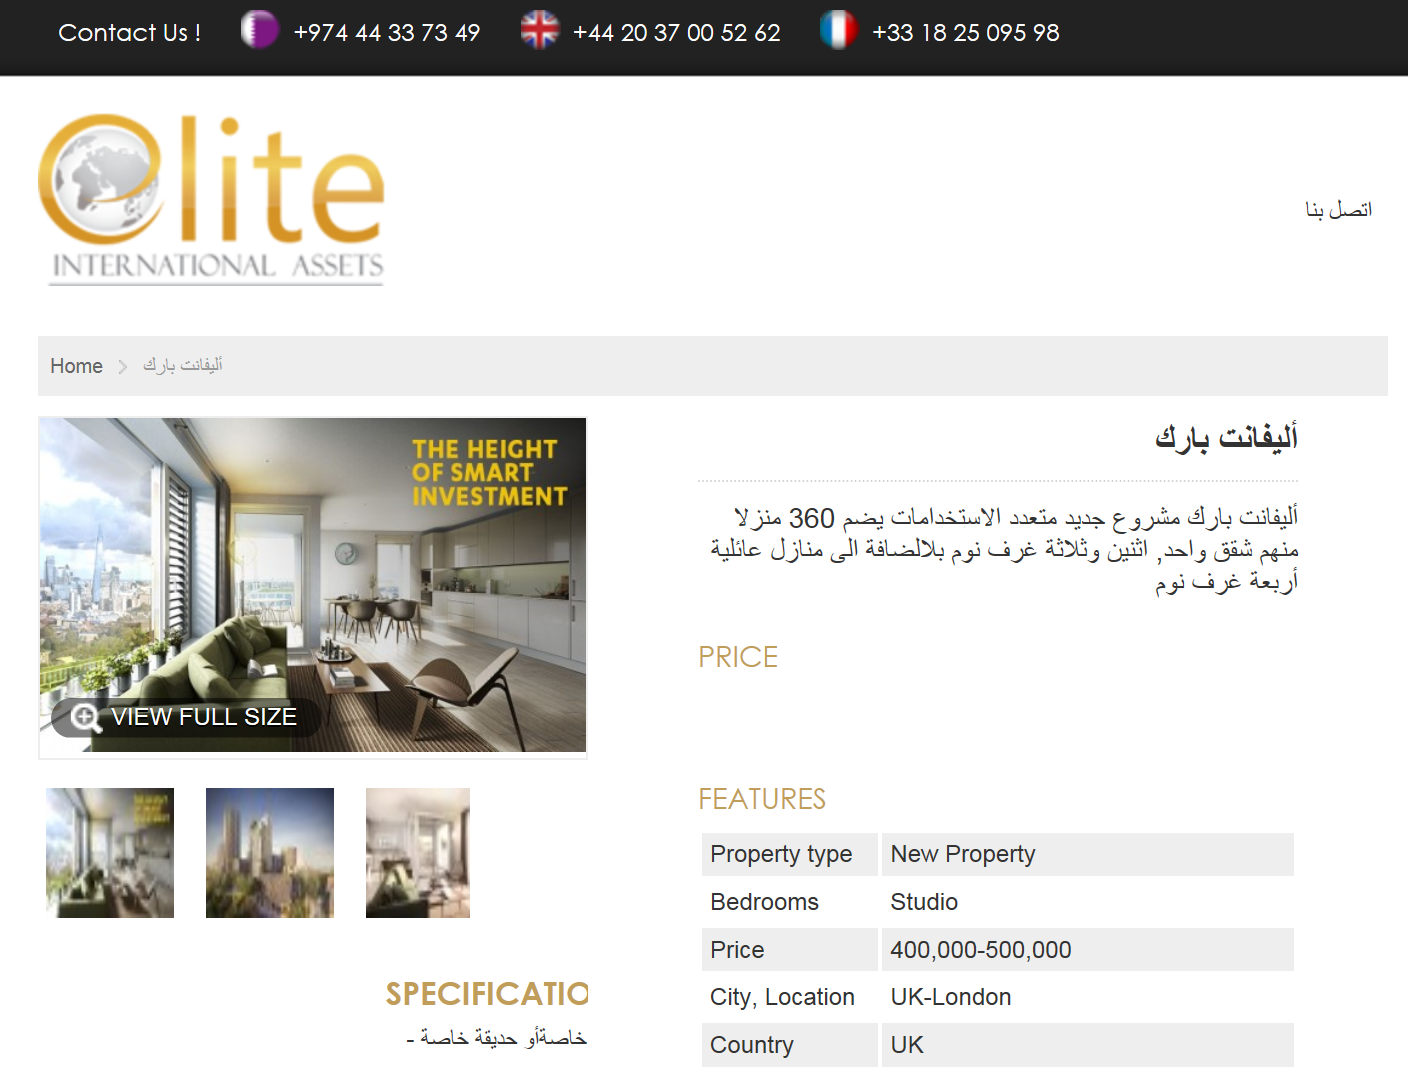 Contact Us !
+974 44 33 73 49
+44 20 37 00 52 62
+33 18 25 095 98
elite
INTERNATIONAL ASSETS
اتصل بنا
Home
أليفانت بارك
THE HEIGHT
OF SMART
INVESTMENT
VIEW FULL SIZE
أليفانت بارك
أليفانت بارك مشروع جديد متعدد الاستخدامات يضم 360 منزلا
منهم شقق واحد, اثنين وثلاثة غرف نوم بلالضافة الى منازل عائلية
أربعة غرف نوم
PRICE
FEATURES
Property type New Property
Bedrooms Studio
Price 400,000-500,000
City, Location UK-London
Country UK
SPECIFICATIO
خاصةأو حديقة خاصة -